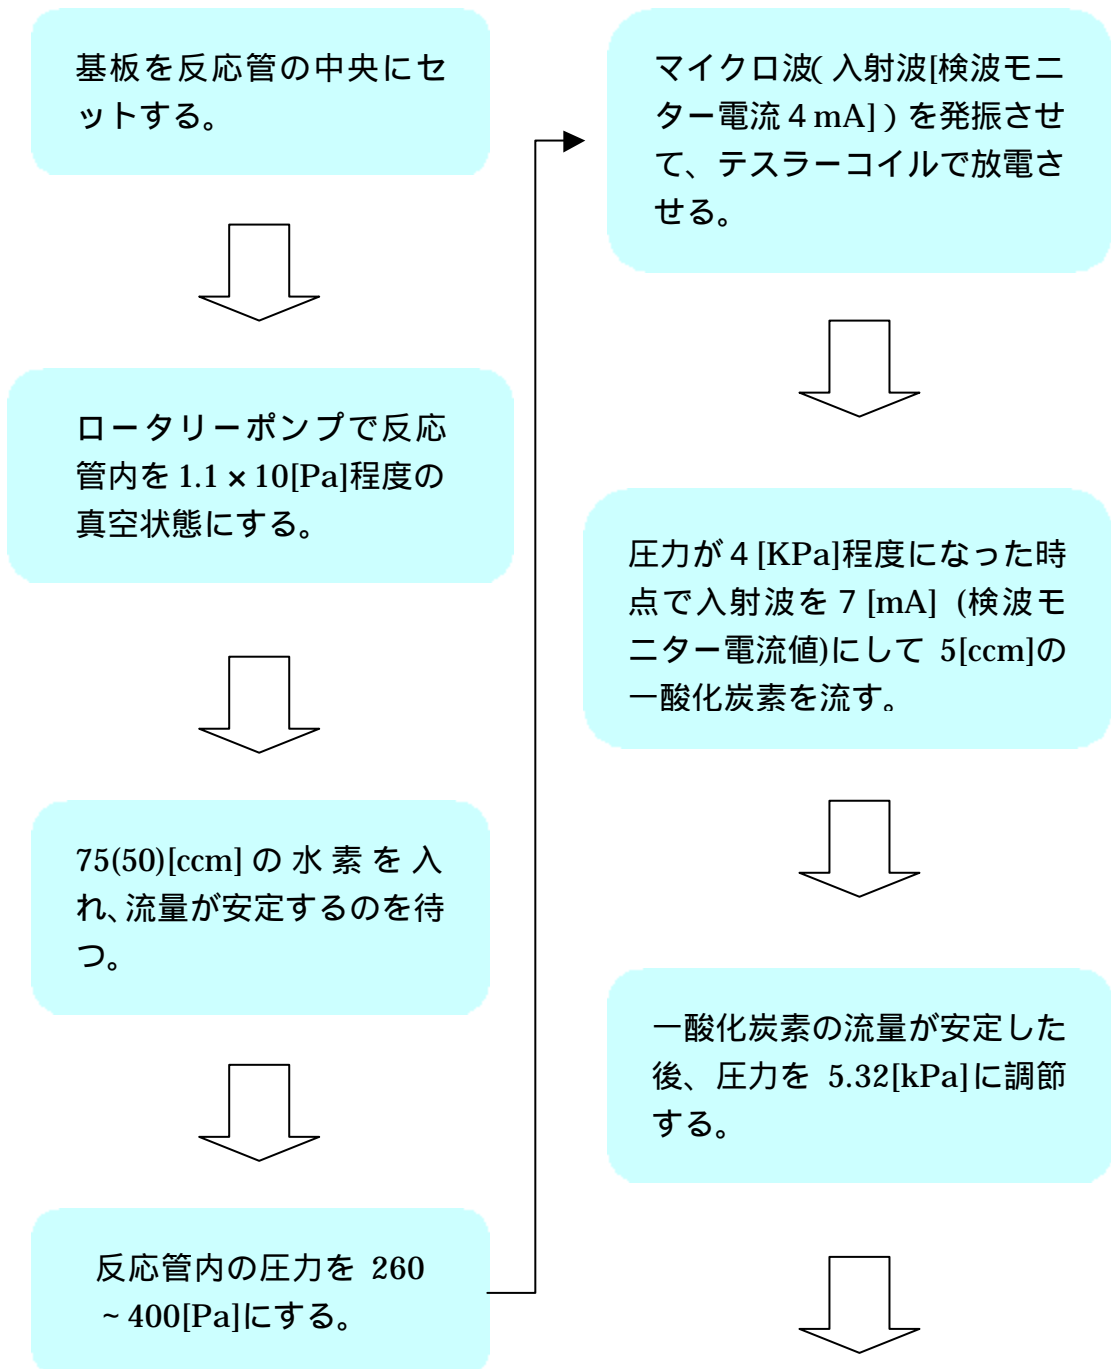 基板を反応管の中央にセ
ットする。
ロータリーポンプで反応
管内を 1.1×10[Pa]程度の
真空状態にする。
75(50)[ccm]の水素を入
れ、流量が安定するのを待
つ。
反応管内の圧力を 260
~400[Pa]にする。
マイクロ波(入射波[検波モニ
ター電流４mA])を発振させ
て、テスラーコイルで放電さ
せる。
圧力が４[KPa]程度になった時
点で入射波を７[mA] (検波モ
ニター電流値)にして 5[ccm]の
一酸化炭素を流す。
一酸化炭素の流量が安定した
後、圧力を 5.32[kPa]に調節
する。